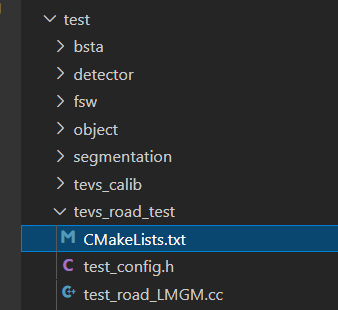 test
bsta
detector
fsw
object
segmentation
tevs_calib
tevs_road_test
M CMakeLists.txt
C test_config.h
C++ test_road_LMGM.cc